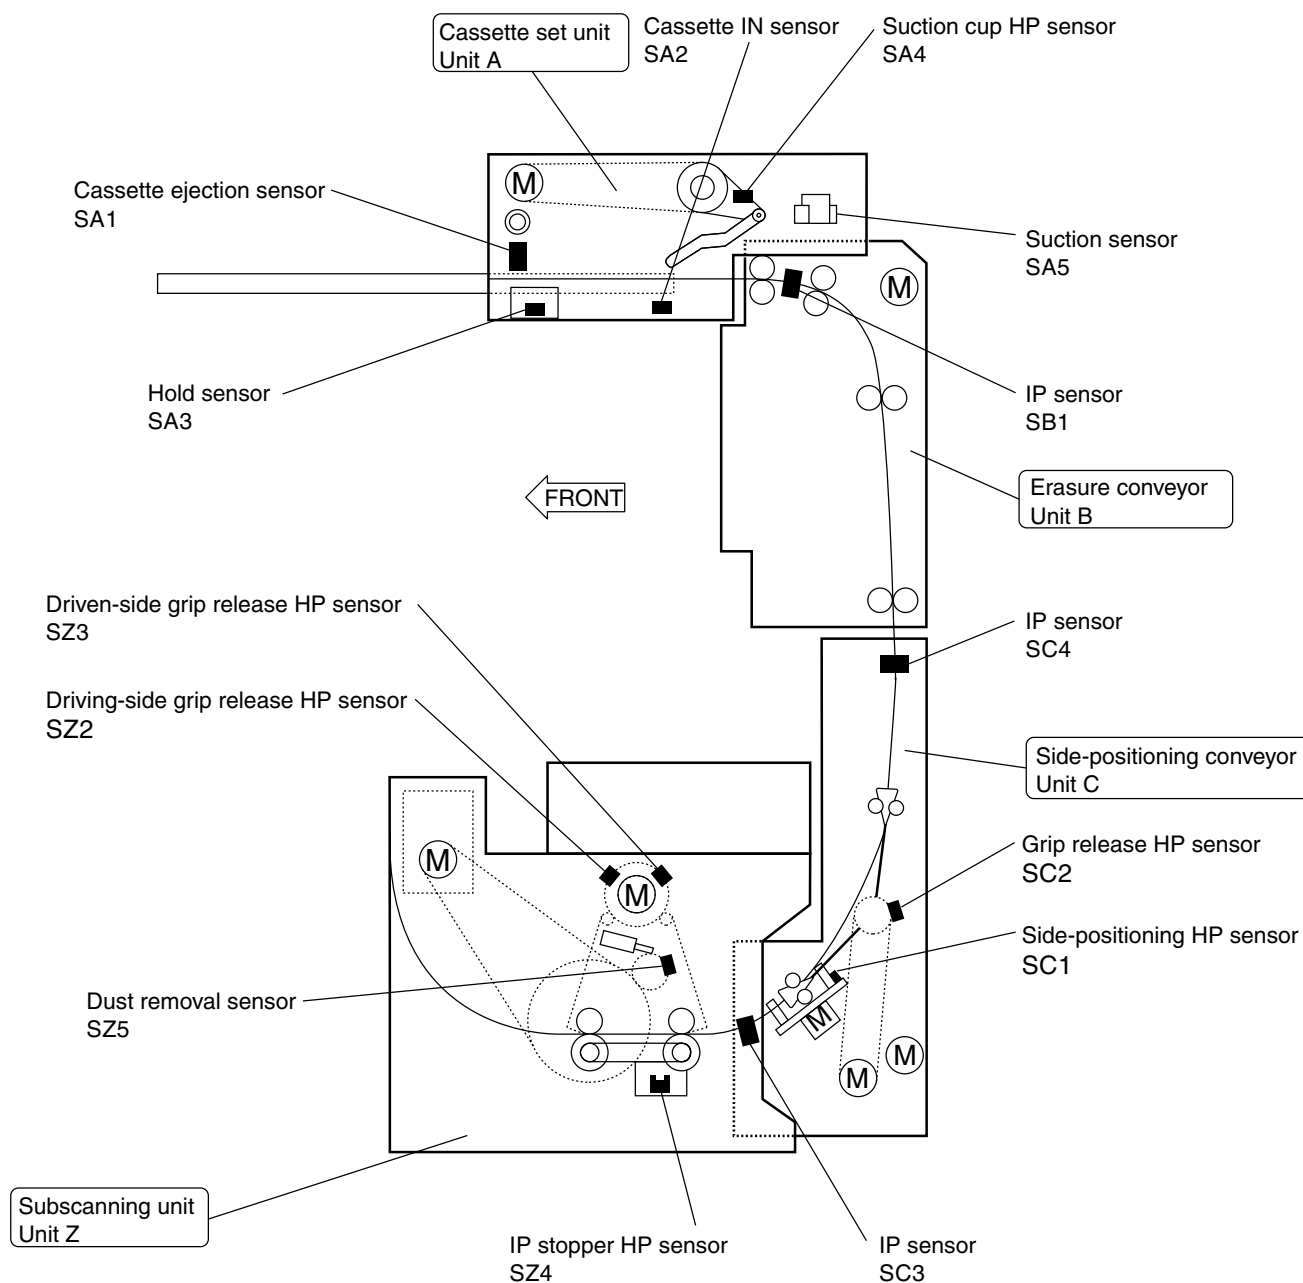 Cassette set unit
Unit A
Cassette IN sensor
SA2
Suction cup HP sensor
SA4
M
Cassette ejection sensor
SA1
Suction sensor
SA5
M
Hold sensor
SA3
IP sensor
SB1
FRONT
Erasure conveyor
Unit B
Driven-side grip release HP sensor
SZ3
IP sensor
SC4
Driving-side grip release HP sensor
SZ2
Side-positioning conveyor
Unit C
M
M
Grip release HP sensor
SC2
Side-positioning HP sensor
SC1
Dust removal sensor
SZ5
M
M
M
Subscanning unit
Unit Z
IP stopper HP sensor
SZ4
IP sensor
SC3